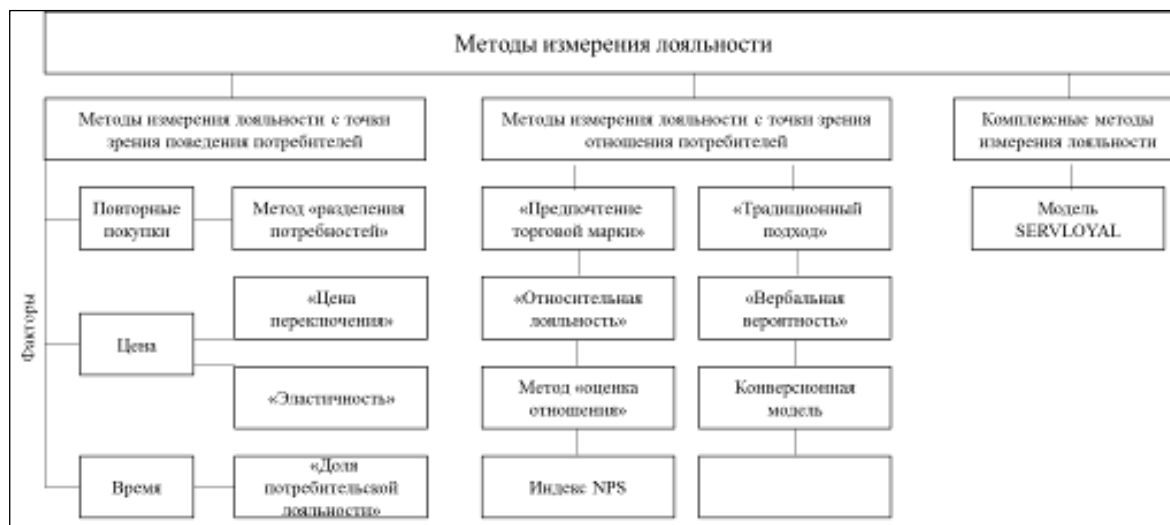 Методы измерения лояльности
Методы измерения лояльности с точки
зрения поведения потребителей
Методы измерения лояльности с точки зрения
отношения потребителей
Комплексные методы
измерения лояльности
Факторы
Повторные
покупки
Метод «разделения
потребностей»
«Предпочтение
торговой марки»
«Традиционный
подход»
Модель
SERVLOYAL
Цена
«Цена
переключения»
«Относительная
лояльность»
«Вербальная
вероятность»
«Эластичность»
Метод «оценка
отношения»
Конверсионная
модель
Время
«Доля
потребительской
лояльности»
Индекс NPS